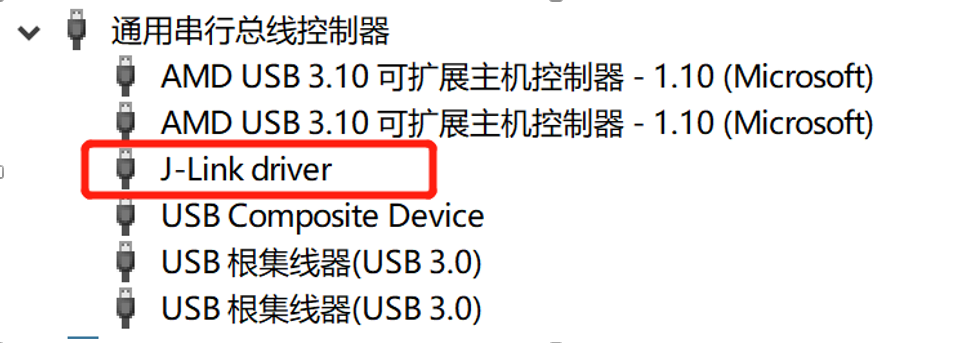 通用串行总线控制器
AMD USB 3.10 可扩展主机控制器 - 1.10 (Microsoft)
AMD USB 3.10 可扩展主机控制器 - 1.10 (Microsoft)
J-Link driver
USB Composite Device
USB 根集线器(USB 3.0)
USB 根集线器(USB 3.0)